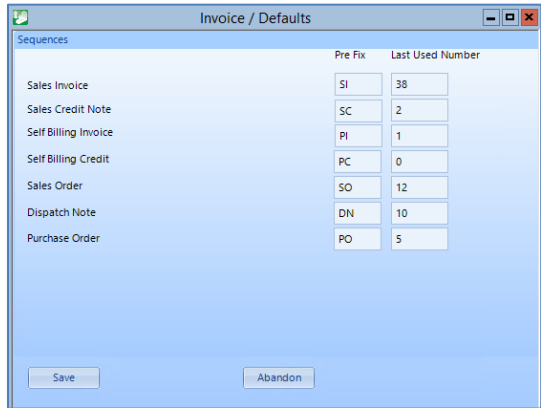 Invoice / Defaults
Sequences
Pre Fix Last Used Number
Sales Invoice SI 38
Sales Credit Note SC 2
Self Billing Invoice PI 1
Self Billing Credit PC 0
Sales Order SO 12
Dispatch Note DN 10
Purchase Order PO 5
Save Abandon